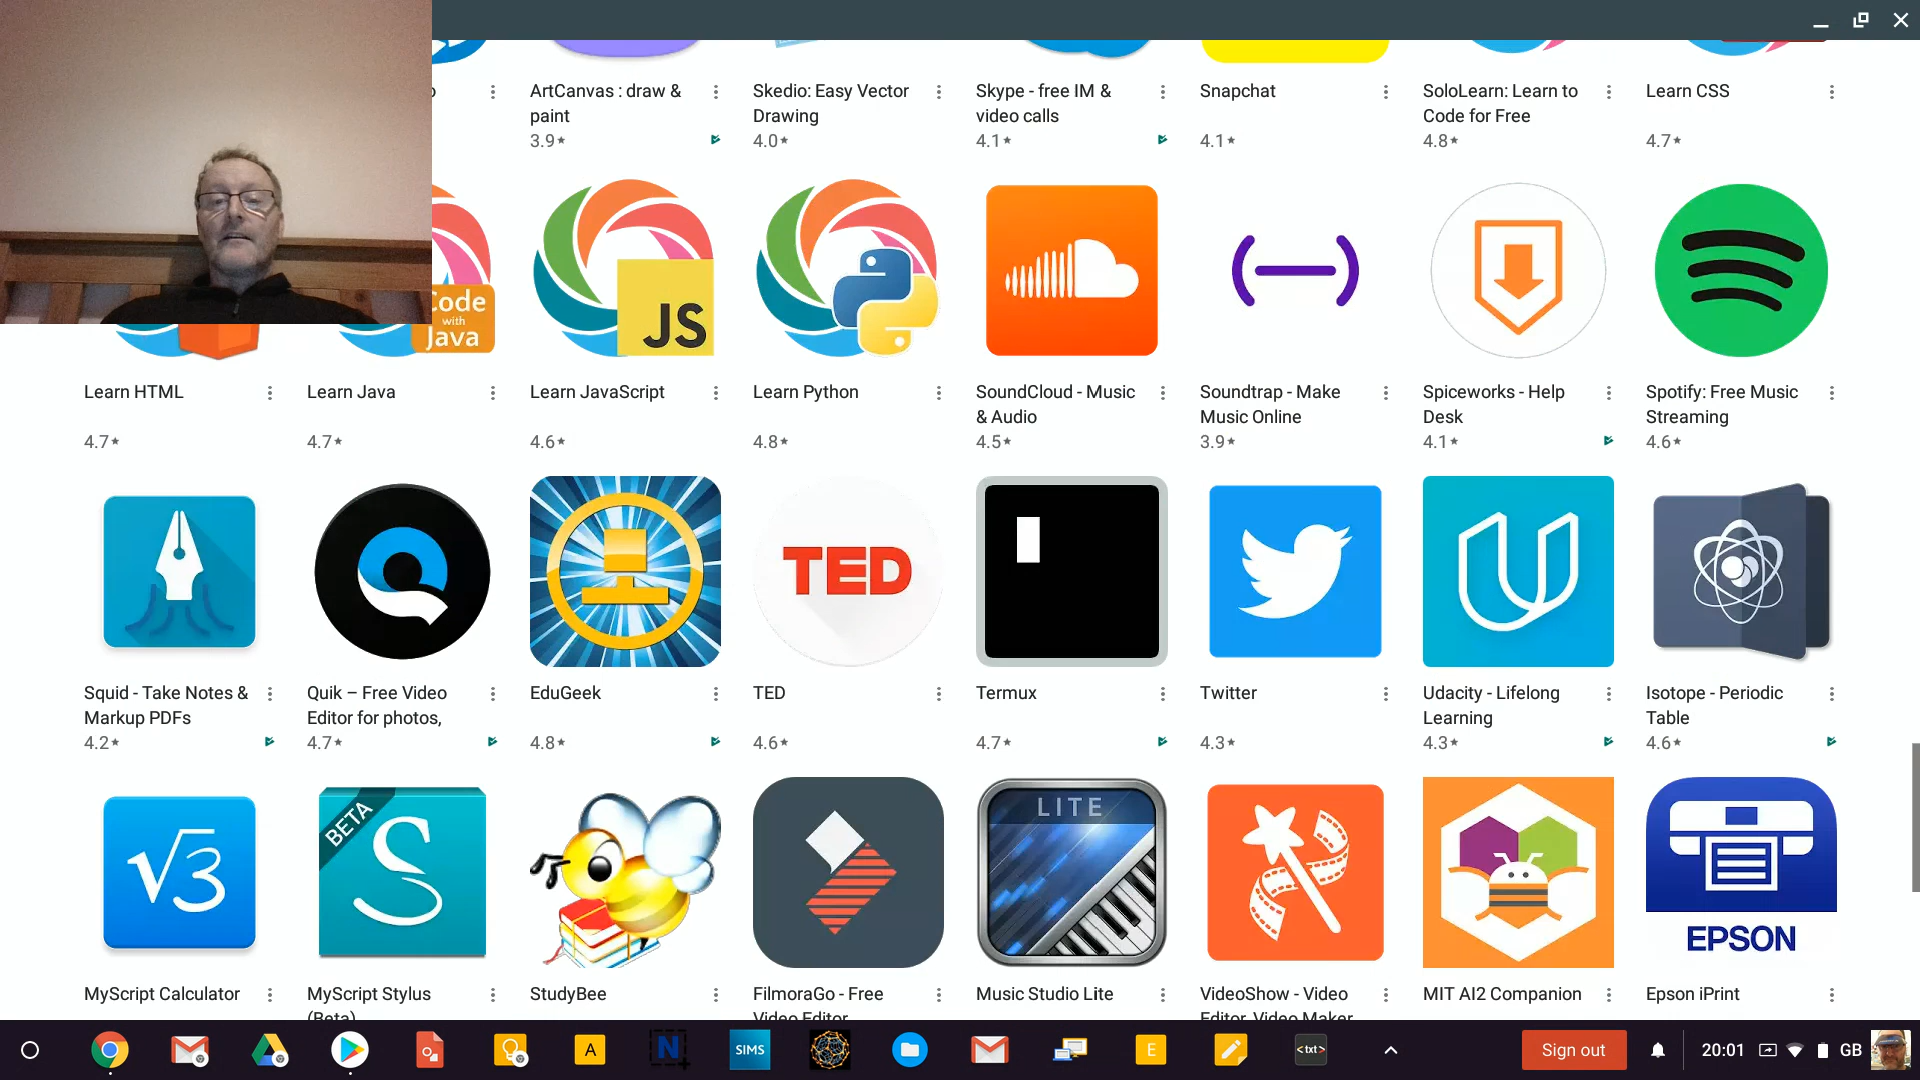 ArtCanvas : draw &
paint
3.9★
Skedio: Easy Vector
Drawing
4.0★
Skype - free IM &
video calls
4.1★
Snapchat
4.1★
SoloLearn: Learn to
Code for Free
4.8★
Learn CSS
4.7★
Code
with
Java
JS
Learn HTML
4.7★
Learn Java
4.7★
Learn JavaScript
4.6★
Learn Python
4.8★
SoundCloud - Music
& Audio
4.5★
Soundtrap - Make
Music Online
3.9★
Spiceworks - Help
Desk
4.1★
Spotify: Free Music
Streaming
4.6★
TED
Squid - Take Notes &
Markup PDFs
4.2★
Quik – Free Video
Editor for photos,
4.7★
EduGeek
4.8★
TED
4.6★
Termux
4.7★
Twitter
4.3★
Udacity - Lifelong
Learning
4.3★
Isotope - Periodic
Table
4.6★
√3
BETA
S
LITE
EPSON
MyScript Calculator
MyScript Stylus
(Beta)
StudyBee
FilmoraGo - Free
Video Editor
Music Studio Lite
VideoShow - Video
Editor, Video Maker
MIT AI2 Companion
Epson iPrint
A
N
SIMS
E
<txt>
Sign out
20:01
GB